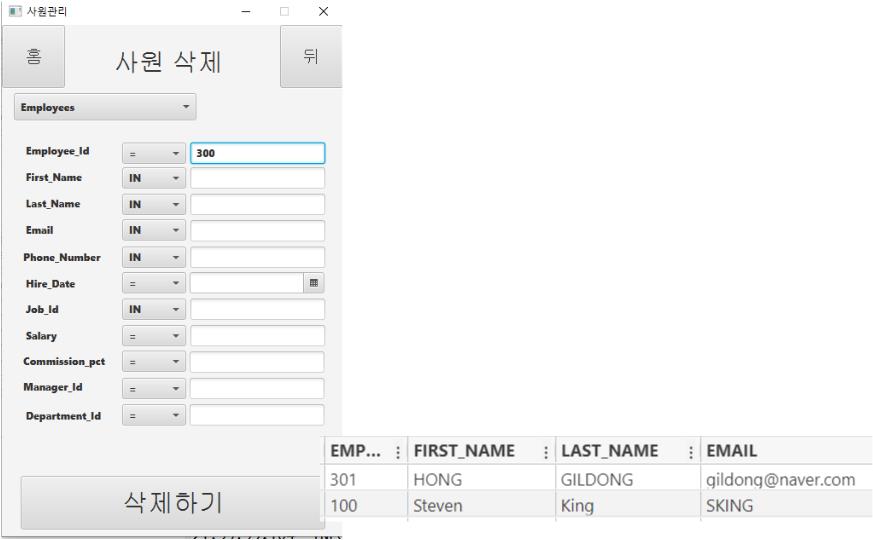 사원관리
홈 사원 삭제 뒤
Employees
Employee_Id = 300
First_Name IN
Last_Name IN
Email IN
Phone_Number IN
Hire_Date =
Job_Id IN
Salary =
Commission_pct =
Manager_Id =
Department_Id =
삭제하기
EMP... FIRST_NAME LAST_NAME EMAIL
301 HONG GILDONG gildong@naver.com
100 Steven King SKING